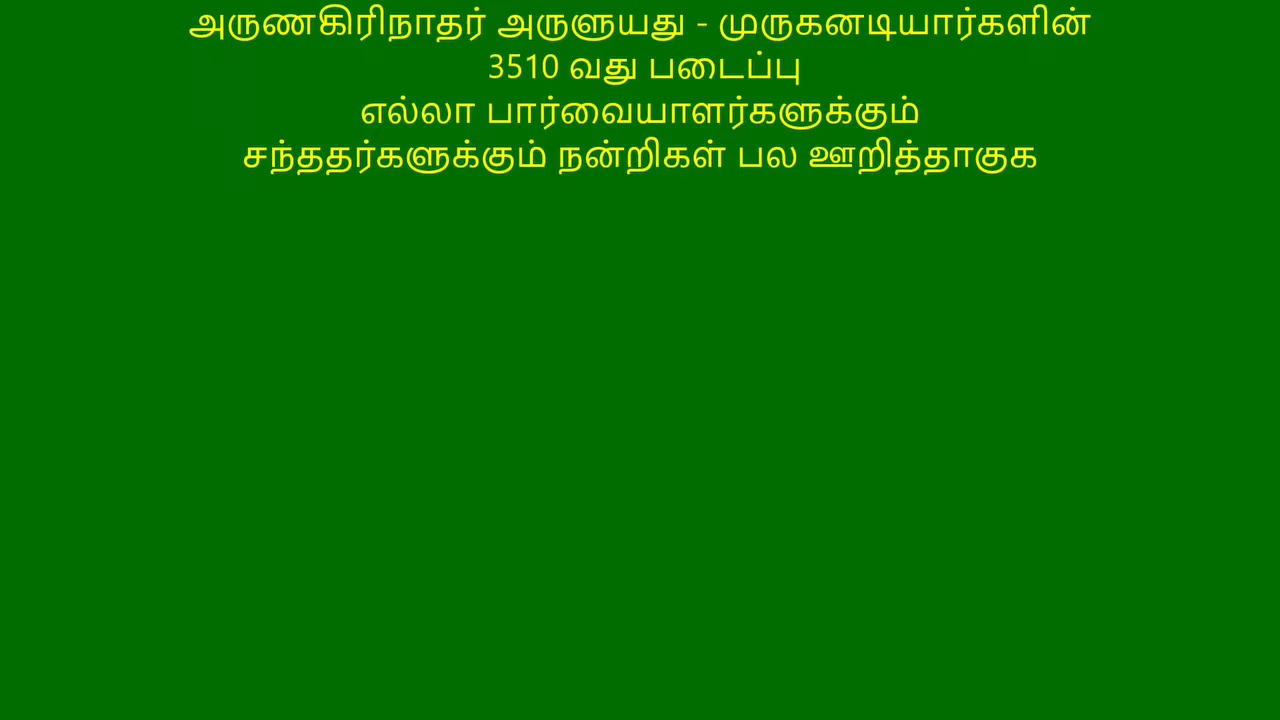 அருணகிரிநாதர் அருளுயது - முருகனடியார்களின்
3510 வது படைப்பு
எல்லா பார்வையாளர்களுக்கும்
சந்ததர்களுக்கும் நன்றிகள் பல ஊறித்தாகுக